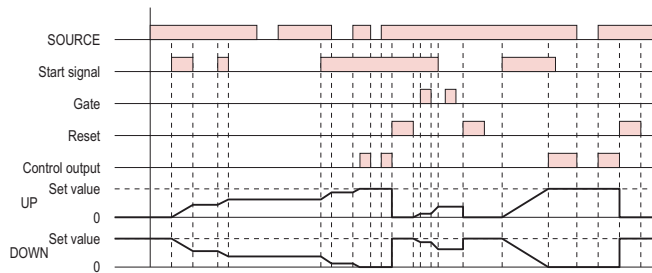 SOURCE
Start signal
Gate
Reset
Control output
Set value
UP
0
Set value
DOWN
0